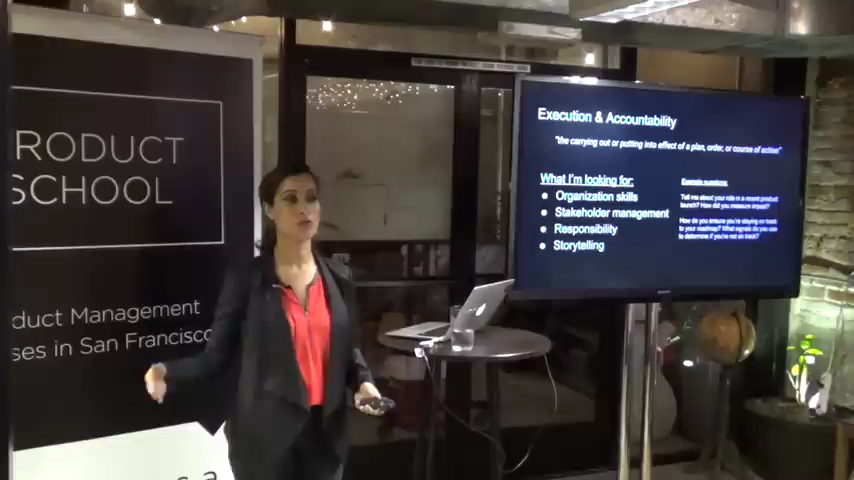 RODUCT
SCHOOL
duct Management
ses in San Francisco
Execution & Accountability
"the carrying out or putting into effect of a plan, order, or course of action"
What I'm looking for:
Organization skills
Stakeholder management
Responsibility
Storytelling
Example questions:
Tell me about your role in a recent product
launch? How did you measure impact?
How do you ensure you're staying on track
to your roadmap? What signals do you use
to determine if you're not on track?